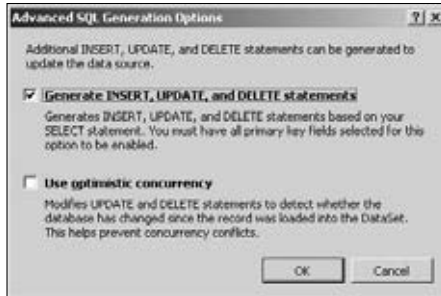 Advanced SQL Generation Options
Additional INSERT, UPDATE, and DELETE statements can be generated to
update the data source.
Generate INSERT, UPDATE, and DELETE statements
Generates INSERT, UPDATE, and DELETE statements based on your
SELECT statement. You must have all primary key fields selected for this
option to be enabled.
Use optimistic concurrency
Modifies UPDATE and DELETE statements to detect whether the
database has changed since the record was loaded into the DataSet.
This helps prevent concurrency conflicts.
OK
Cancel